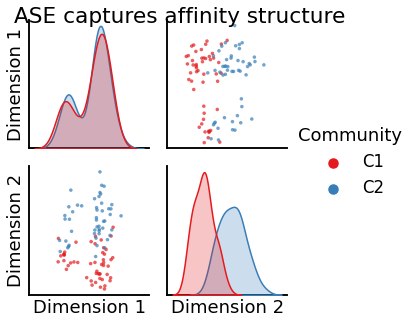 ASE captures affinity structure
Dimension 1
Dimension 2
Dimension 1
Dimension 2
Community
C1
C2